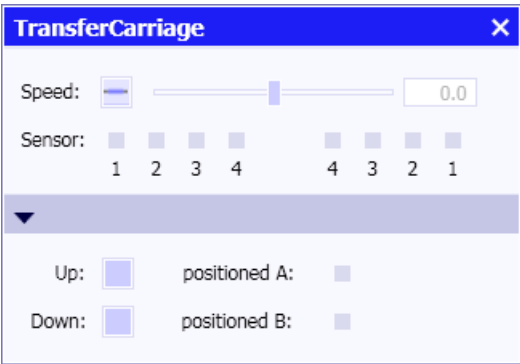 TransferCarriage
Speed: 0.0
Sensor:
1 2 3 4 4 3 2 1
Up: positioned A:
Down: positioned B: